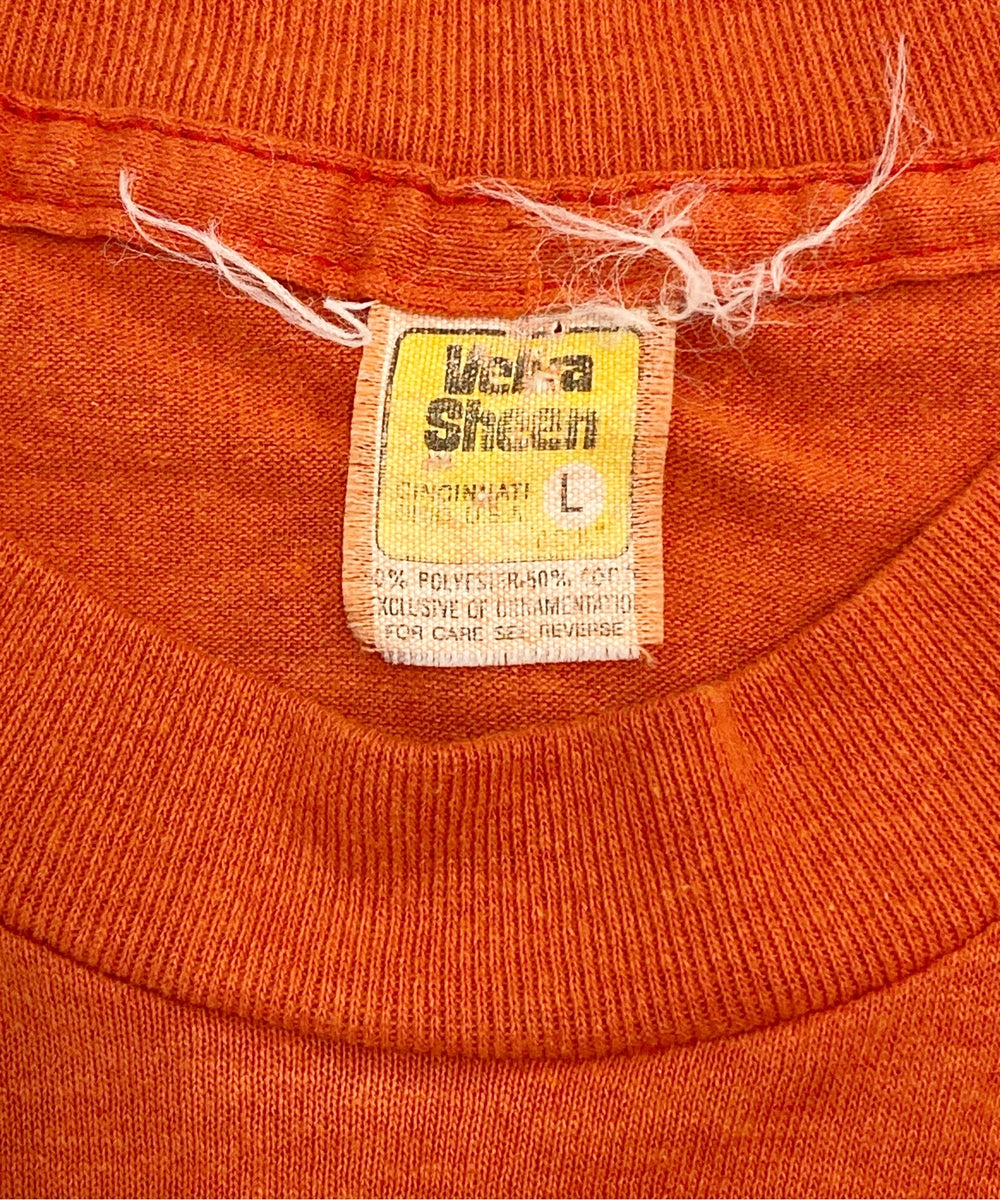 Velva
Sheen
CINCINNATI
L
0% POLYESTER-50% COT
XCLUSIVE OF ORNAMENTATIO
FOR CARE SEE REVERSE